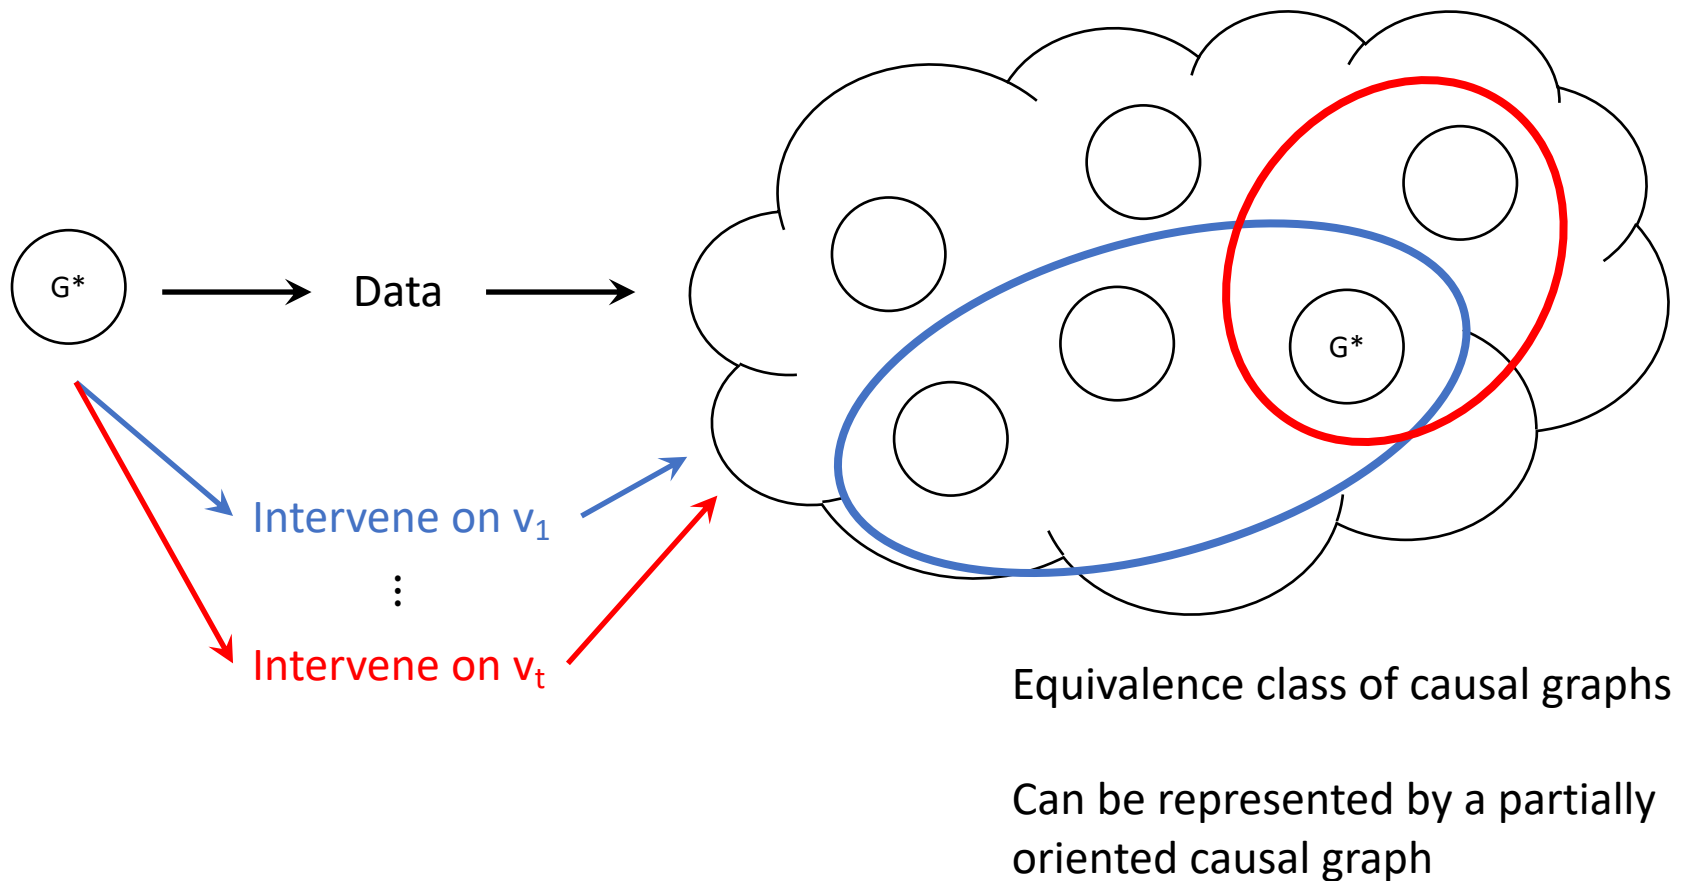 G*
Data
G*
Intervene on v₁
⋮
Intervene on vₜ
Equivalence class of causal graphs
Can be represented by a partially
oriented causal graph